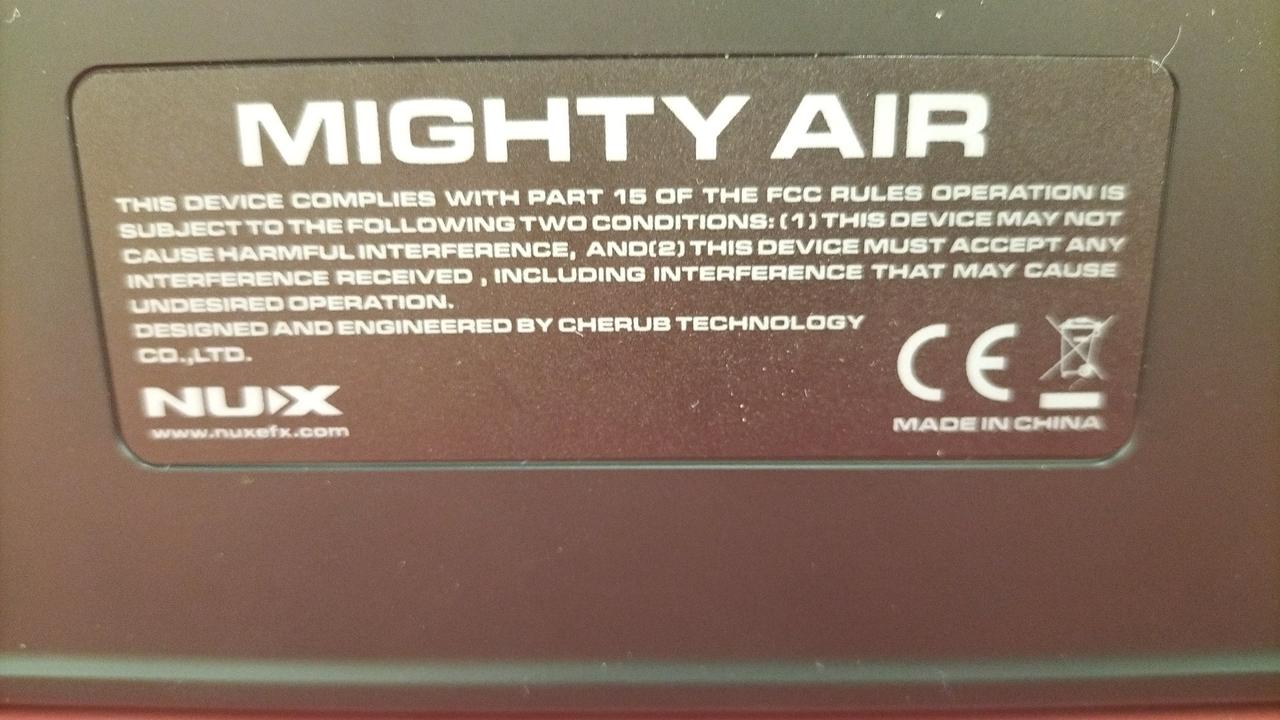 MIGHTY AIR
THIS DEVICE COMPLIES WITH PART 15 OF THE FCC RULES OPERATION IS
SUBJECT TO THE FOLLOWING TWO CONDITIONS: (1) THIS DEVICE MAY NOT
CAUSE HARMFUL INTERFERENCE, AND(2) THIS DEVICE MUST ACCEPT ANY
INTERFERENCE RECEIVED , INCLUDING INTERFERENCE THAT MAY CAUSE
UNDESIRED OPERATION.
DESIGNED AND ENGINEERED BY CHERUB TECHNOLOGY
CO.,LTD.
CE
NUX
www.nuxefx.com
MADE IN CHINA